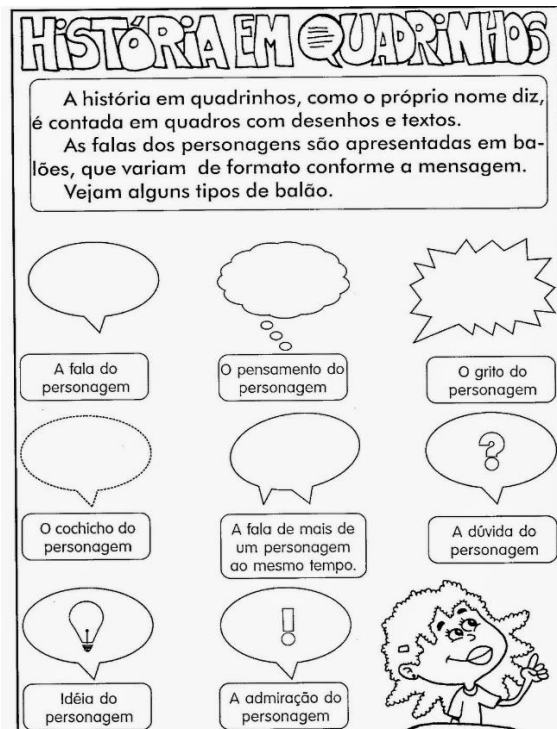 HISTÓRIA EM QUADRINHOS
A história em quadrinhos, como o próprio nome diz,
é contada em quadros com desenhos e textos.
As falas dos personagens são apresentadas em ba-
lões, que variam de formato conforme a mensagem.
Vejam alguns tipos de balão.
A fala do
personagem
O pensamento do
personagem
O grito do
personagem
?
O cochicho do
personagem
A fala de mais de
um personagem
ao mesmo tempo.
A dúvida do
personagem
!
Idéia do
personagem
A admiração do
personagem